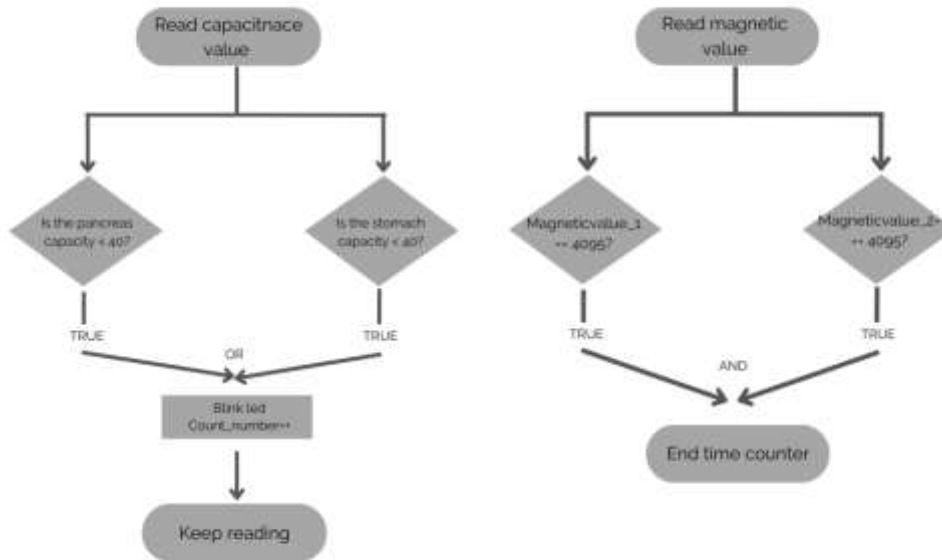 Read capacitnace
value
Is the pancreas
capacity < 40?
Is the stomach
capacity < 40?
TRUE
TRUE
OR
Blink led
Count_number++
Keep reading
Read magnetic
value
Magneticvalue_1
== 4095?
Magneticvalue_2=
== 4095?
TRUE
TRUE
AND
End time counter